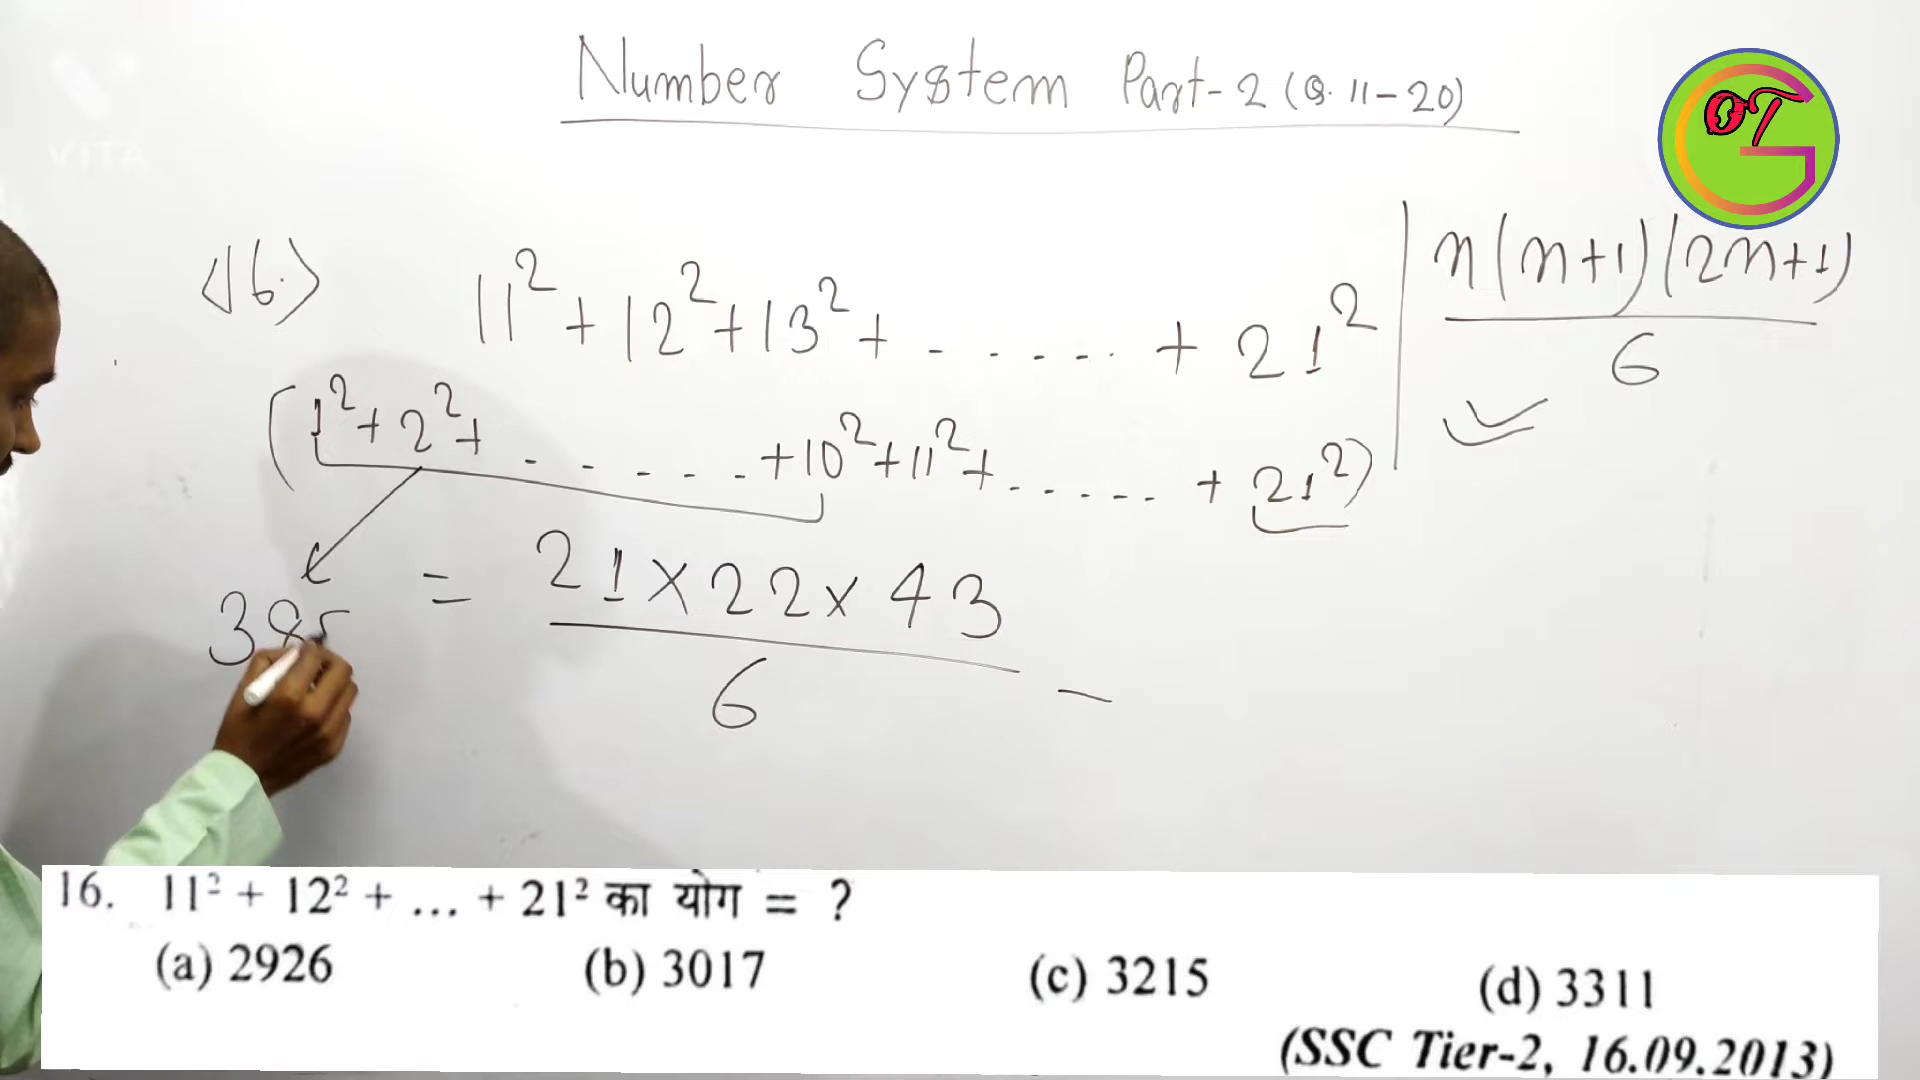 Number System Part-2 (Q. 11-20)
VITA
OTG
<16.> 11² + 12² + 13² + ...... + 21²
n(n+1)(2n+1)
6
(1² + 2² + ...... + 10² + 11² + ...... + 21²)
385 = 21 × 22 × 43
6 −
16. 11² + 12² + ... + 21² का योग = ?
(a) 2926 (b) 3017 (c) 3215 (d) 3311
(SSC Tier-2, 16.09.2013)